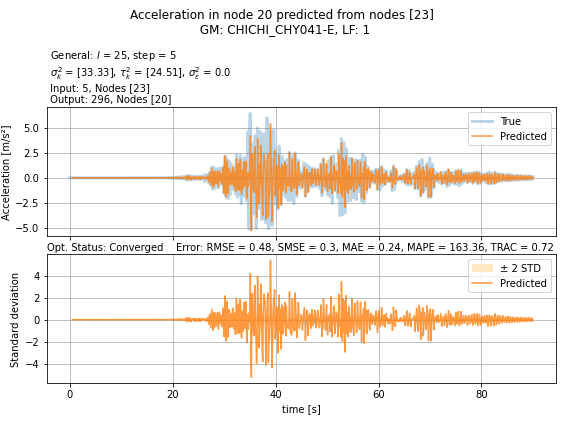 Acceleration in node 20 predicted from nodes [23]
GM: CHICHI_CHY041-E, LF: 1
General: l = 25, step = 5
σ²ₖ = [33.33], τ²ₖ = [24.51], σ²ε = 0.0
Input: 5, Nodes [23]
Output: 296, Nodes [20]
Acceleration [m/s²]
5.0
2.5
0.0
−2.5
−5.0
True
Predicted
Opt. Status: Converged Error: RMSE = 0.48, SMSE = 0.3, MAE = 0.24, MAPE = 163.36, TRAC = 0.72
Standard deviation
4
2
0
−2
−4
± 2 STD
Predicted
0 20 40 60 80
time [s]